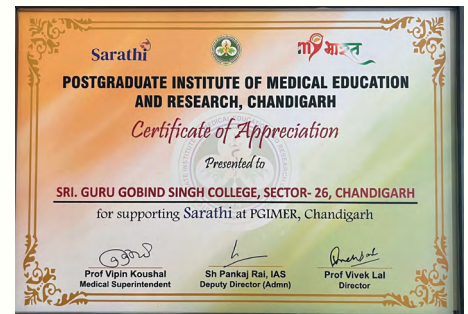 Sarathi
my भारत
POSTGRADUATE INSTITUTE OF MEDICAL EDUCATION
AND RESEARCH, CHANDIGARH
Certificate of Appreciation
Presented to
SRI. GURU GOBIND SINGH COLLEGE, SECTOR- 26, CHANDIGARH
for supporting Sarathi at PGIMER, Chandigarh
Prof Vipin Koushal
Medical Superintendent
Sh Pankaj Rai, IAS
Deputy Director (Admn)
Prof Vivek Lal
Director